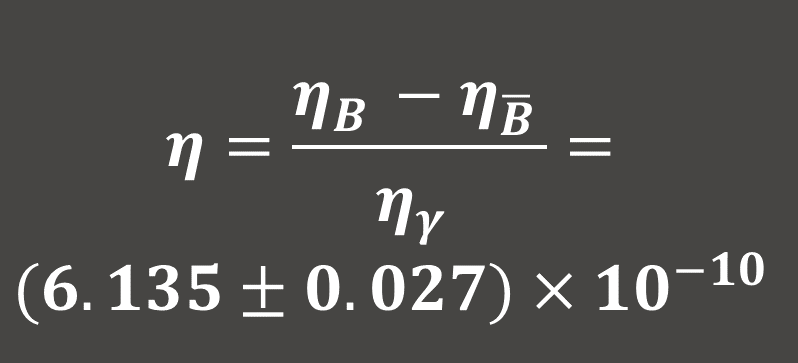 η = (η_B − η_B̅) / η_γ =
(6.135 ± 0.027) × 10⁻¹⁰